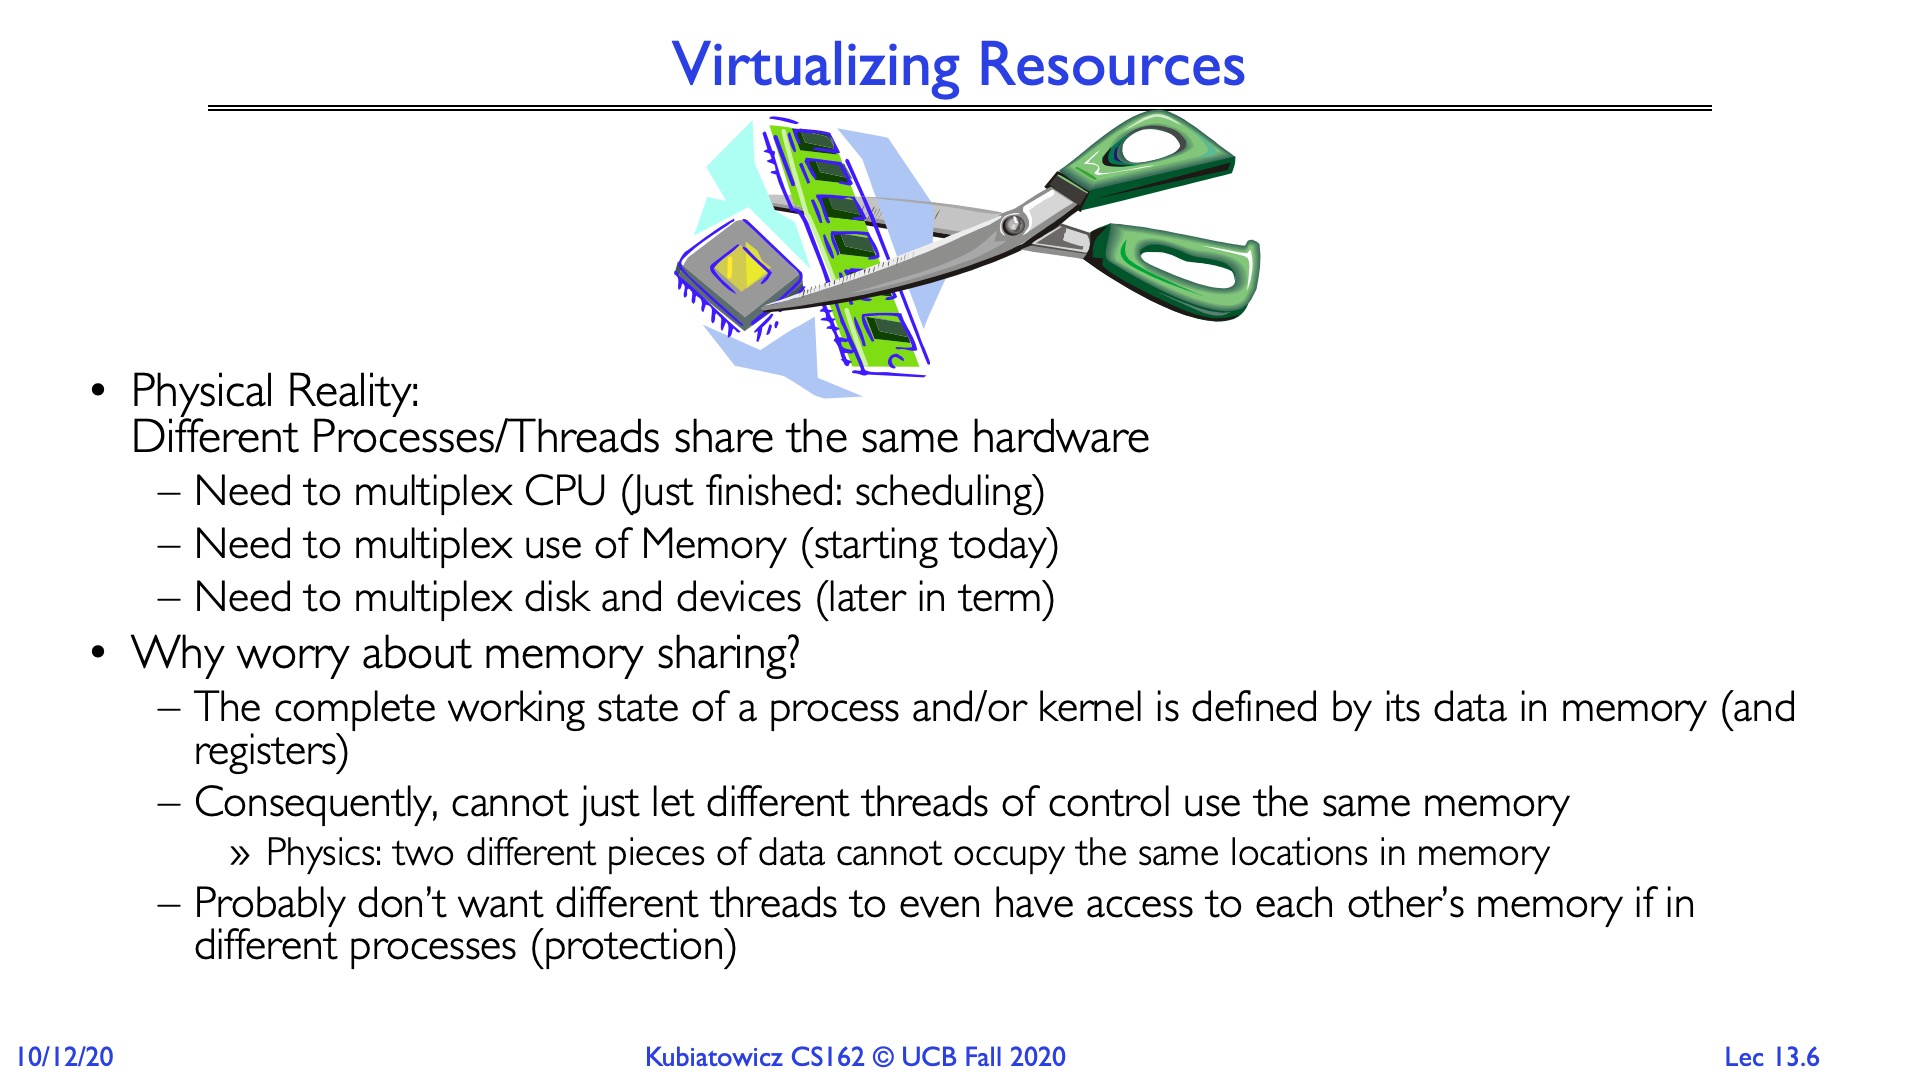 Virtualizing Resources
• Physical Reality:
Different Processes/Threads share the same hardware
– Need to multiplex CPU (Just finished: scheduling)
– Need to multiplex use of Memory (starting today)
– Need to multiplex disk and devices (later in term)
• Why worry about memory sharing?
– The complete working state of a process and/or kernel is defined by its data in memory (and
registers)
– Consequently, cannot just let different threads of control use the same memory
» Physics: two different pieces of data cannot occupy the same locations in memory
– Probably don’t want different threads to even have access to each other’s memory if in
different processes (protection)
10/12/20
Kubiatowicz CS162 © UCB Fall 2020
Lec 13.6